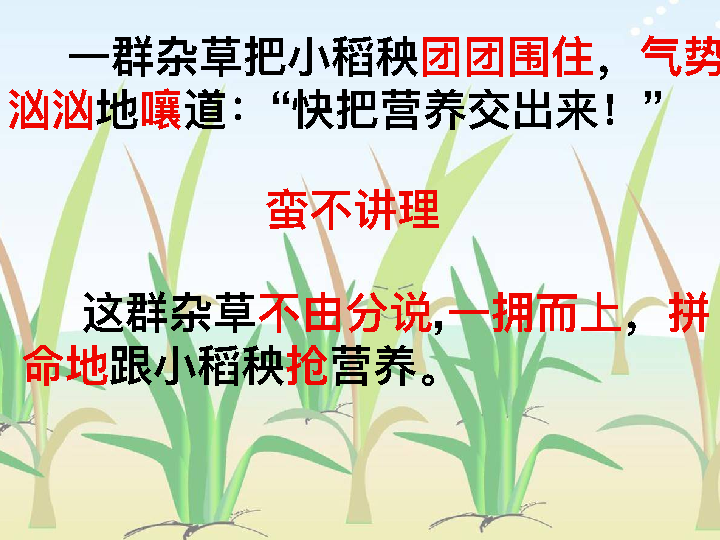 一群杂草把小稻秧团团围住，气势
汹汹地嚷道：“快把营养交出来！”
蛮不讲理
这群杂草不由分说,一拥而上，拼
命地跟小稻秧抢营养。